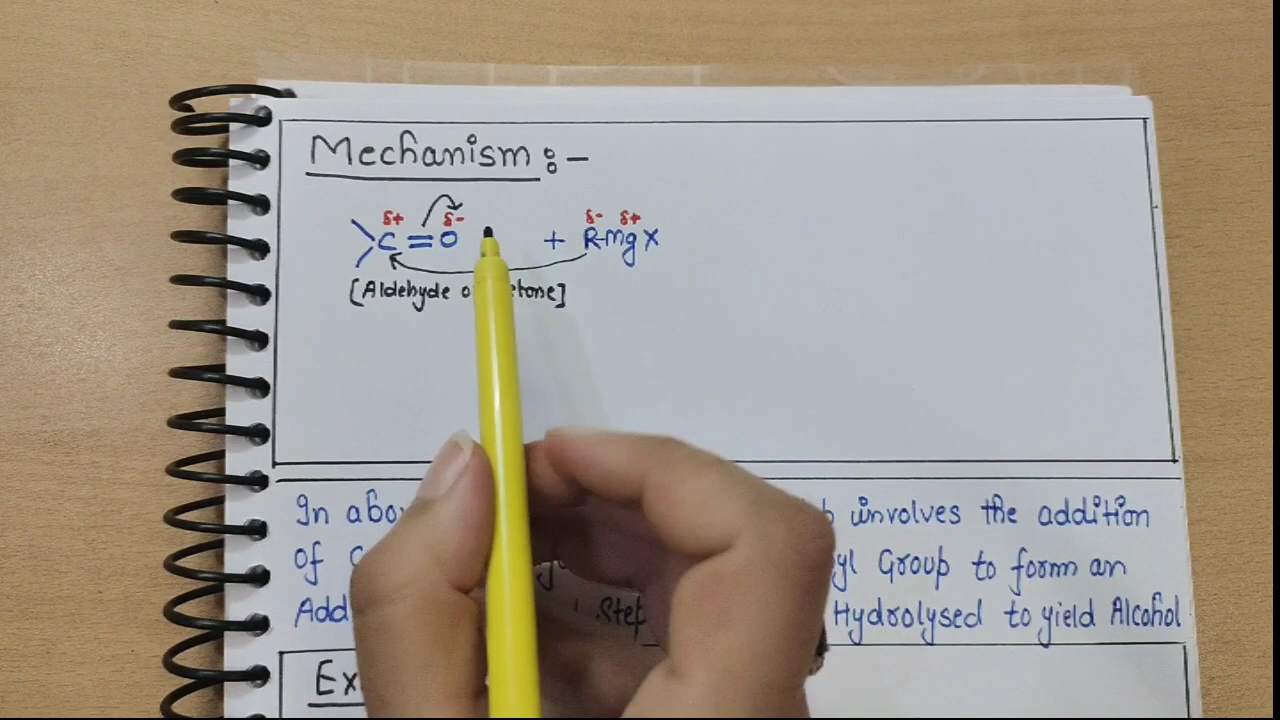 Mechanism :-
δ+ δ- δ- δ+
C=O + R-MgX
[Aldehyde o etone]
In abo involves the addition
of yl Group to form an
Add Step Hydrolysed to yield Alcohol
Ex